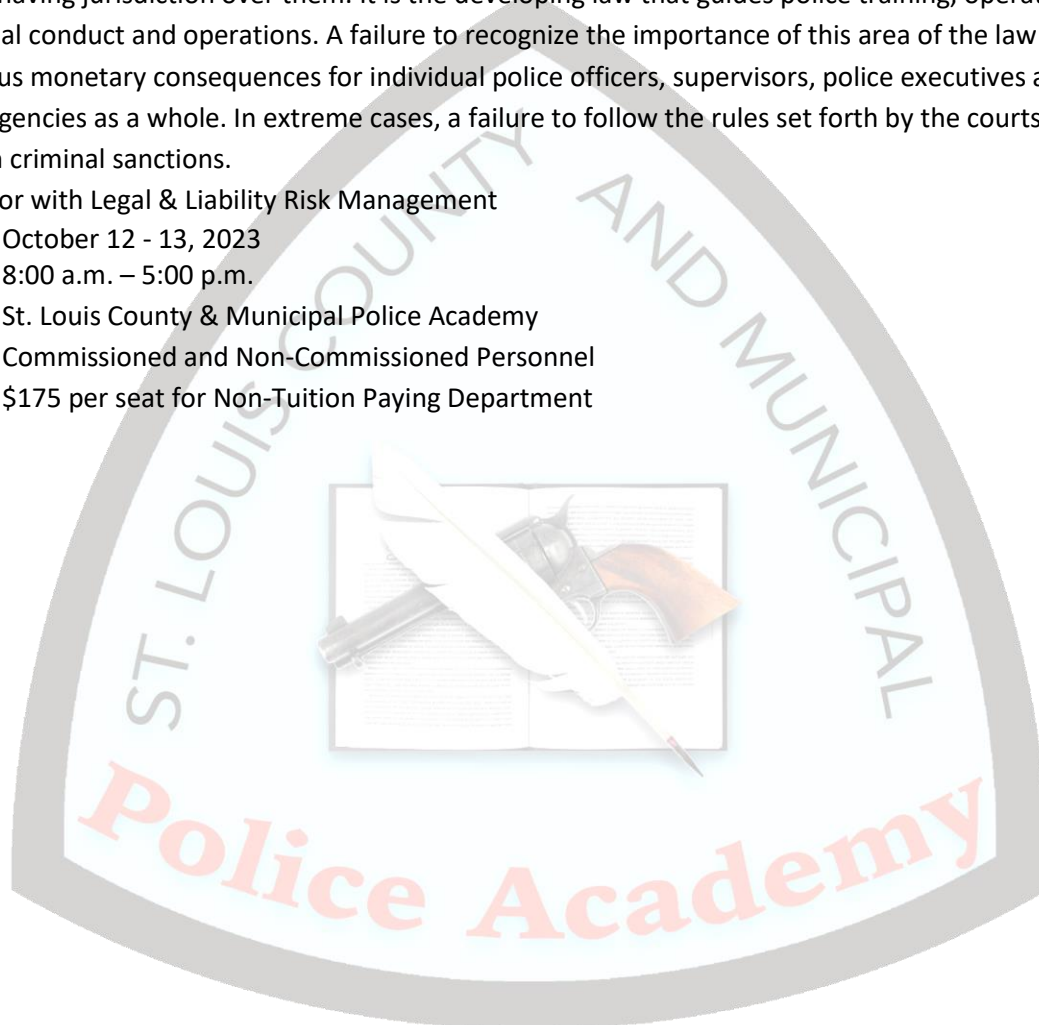 having jurisdiction over them. It is the developing law that guides police training, opera
al conduct and operations. A failure to recognize the importance of this area of the law
us monetary consequences for individual police officers, supervisors, police executives a
gencies as a whole. In extreme cases, a failure to follow the rules set forth by the courts
criminal sanctions.
or with Legal & Liability Risk Management
October 12 - 13, 2023
8:00 a.m. – 5:00 p.m.
St. Louis County & Municipal Police Academy
Commissioned and Non-Commissioned Personnel
$175 per seat for Non-Tuition Paying Department
ST. LOUIS COUNTY AND MUNICIPAL
Police Academy